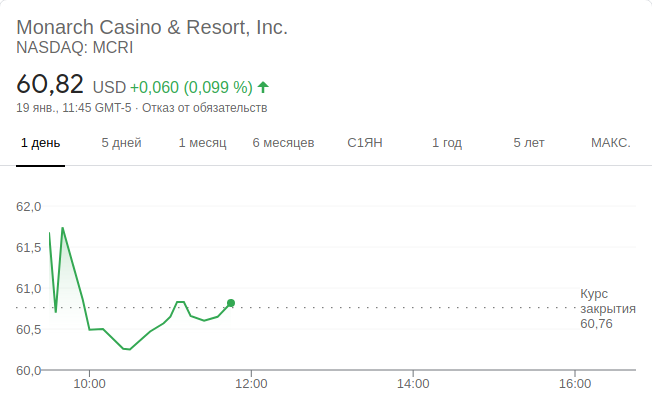 Monarch Casino & Resort, Inc.
NASDAQ: MCRI
60,82 USD +0,060 (0,099 %)
19 янв., 11:45 GMT-5 · Отказ от обязательств
1 день 5 дней 1 месяц 6 месяцев С1ЯН 1 год 5 лет МАКС.
62,0
61,5
61,0
60,5
60,0
Курс
закрытия
60,76
10:00 12:00 14:00 16:00